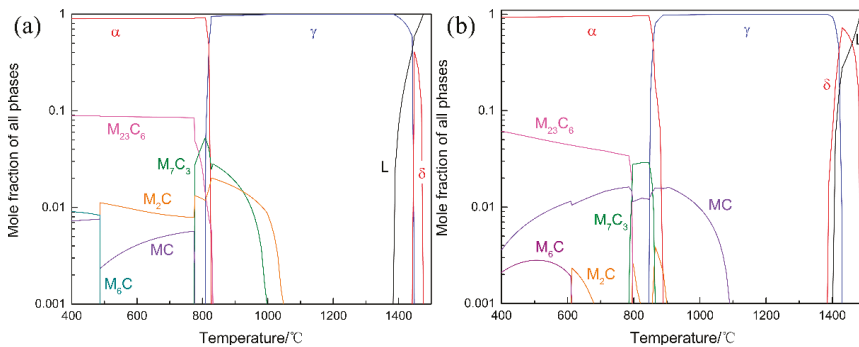 (a)
Mole fraction of all phases
1
0.1
0.01
0.001
α
γ
M₂₃C₆
M₇C₃
M₂C
MC
M₆C
L
δ
400 600 800 1000 1200 1400
Temperature/℃
(b)
Mole fraction of all phases
1
0.1
0.01
0.001
α
γ
L
δ
M₂₃C₆
M₇C₃
MC
M₆C
M₂C
400 600 800 1000 1200 1400
Temperature/℃